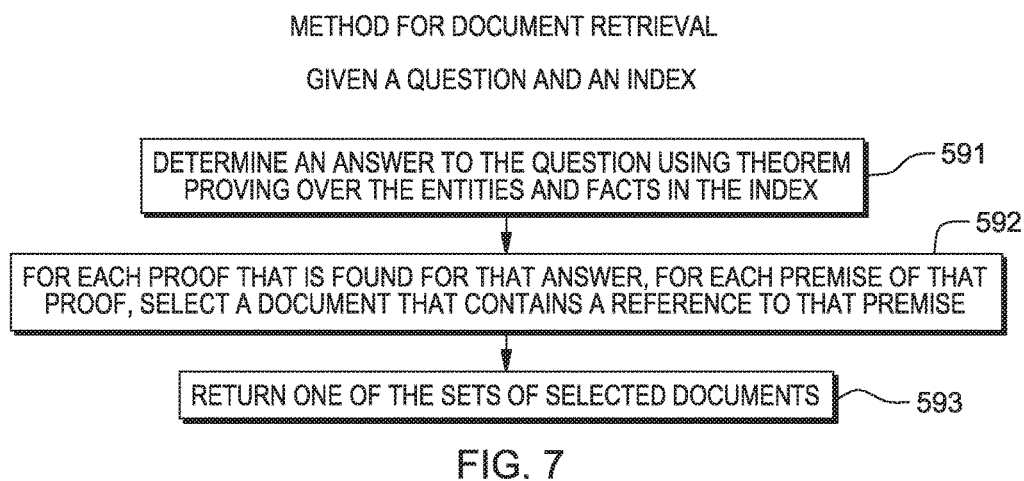 METHOD FOR DOCUMENT RETRIEVAL
GIVEN A QUESTION AND AN INDEX
DETERMINE AN ANSWER TO THE QUESTION USING THEOREM
PROVING OVER THE ENTITIES AND FACTS IN THE INDEX
591
592
FOR EACH PROOF THAT IS FOUND FOR THAT ANSWER, FOR EACH PREMISE OF THAT
PROOF, SELECT A DOCUMENT THAT CONTAINS A REFERENCE TO THAT PREMISE
RETURN ONE OF THE SETS OF SELECTED DOCUMENTS
593
FIG. 7